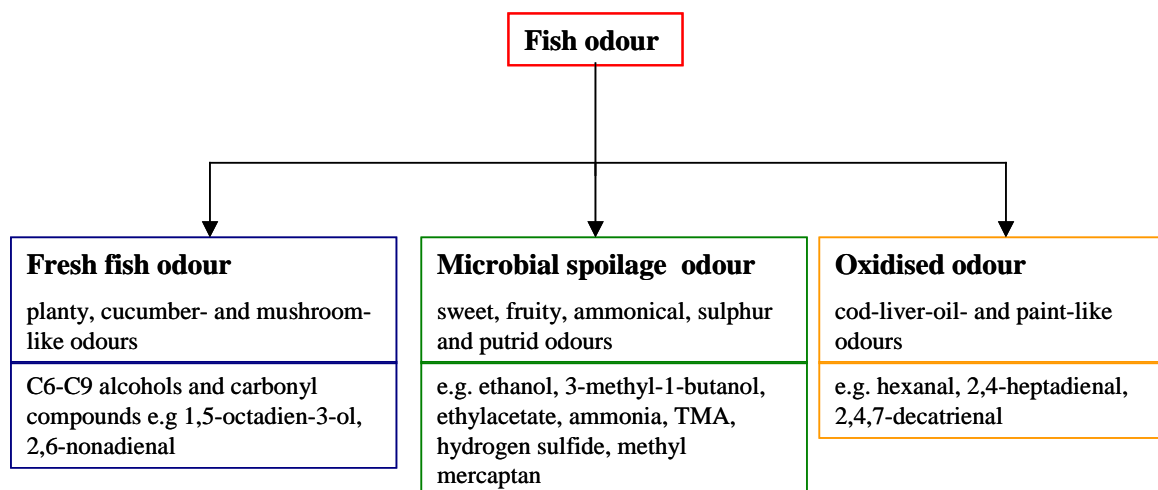 Fish odour
Fresh fish odour
planty, cucumber- and mushroom-
like odours
C6-C9 alcohols and carbonyl
compounds e.g 1,5-octadien-3-ol,
2,6-nonadienal
Microbial spoilage  odour
sweet, fruity, ammonical, sulphur
and putrid odours
e.g. ethanol, 3-methyl-1-butanol,
ethylacetate, ammonia, TMA,
hydrogen sulfide, methyl
mercaptan
Oxidised odour
cod-liver-oil- and paint-like
odours
e.g. hexanal, 2,4-heptadienal,
2,4,7-decatrienal